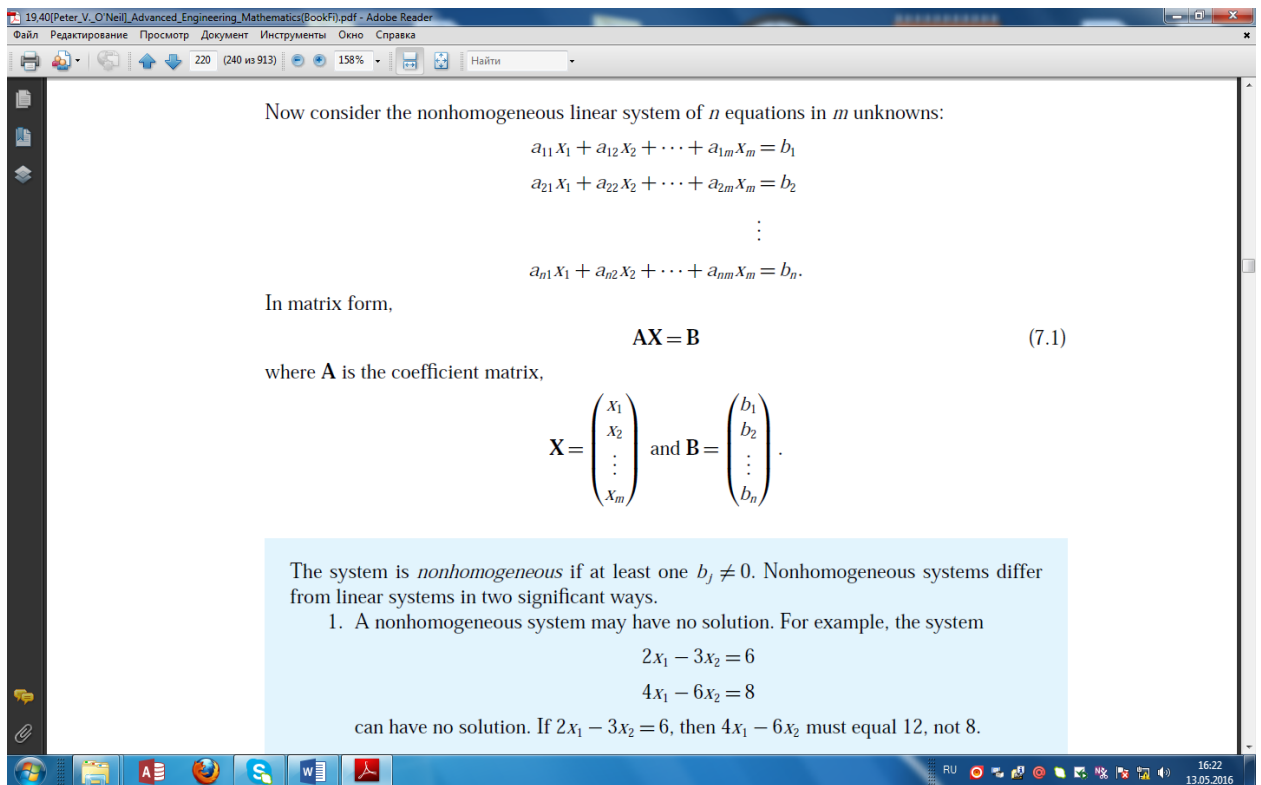 19,40[Peter_V._O'Neil]_Advanced_Engineering_Mathematics(BookFi).pdf - Adobe Reader
Файл Редактирование Просмотр Документ Инструменты Окно Справка
220 (240 из 913) 158% Найти
Now consider the nonhomogeneous linear system of n equations in m unknowns:
a₁₁x₁ + a₁₂x₂ + ··· + a₁ₘxₘ = b₁
a₂₁x₁ + a₂₂x₂ + ··· + a₂ₘxₘ = b₂
⋮
aₙ₁x₁ + aₙ₂x₂ + ··· + aₙₘxₘ = bₙ.
In matrix form,
AX = B (7.1)
where A is the coefficient matrix,
X = (x₁ x₂ ⋮ xₘ) and B = (b₁ b₂ ⋮ bₙ).
The system is nonhomogeneous if at least one bⱼ ≠ 0. Nonhomogeneous systems differ
from linear systems in two significant ways.
1. A nonhomogeneous system may have no solution. For example, the system
2x₁ − 3x₂ = 6
4x₁ − 6x₂ = 8
can have no solution. If 2x₁ − 3x₂ = 6, then 4x₁ − 6x₂ must equal 12, not 8.
RU 16:22
13.05.2016